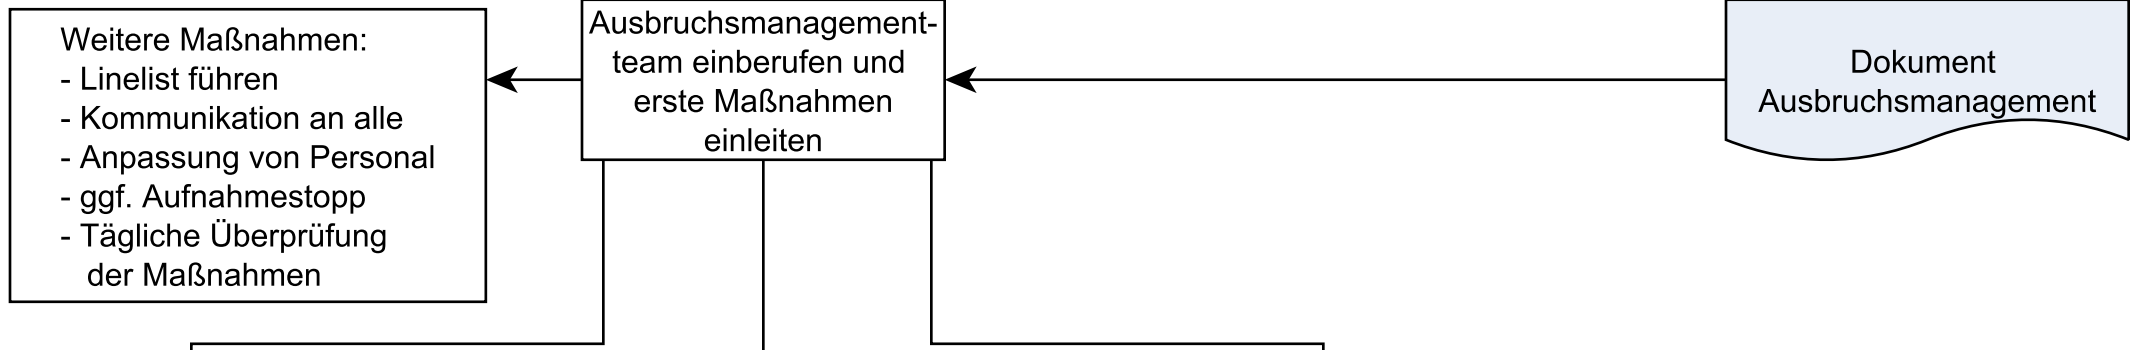 Weitere Maßnahmen:
- Linelist führen
- Kommunikation an alle
- Anpassung von Personal
- ggf. Aufnahmestopp
- Tägliche Überprüfung
der Maßnahmen
Ausbruchsmanagement-
team einberufen und
erste Maßnahmen
einleiten
Dokument
Ausbruchsmanagement